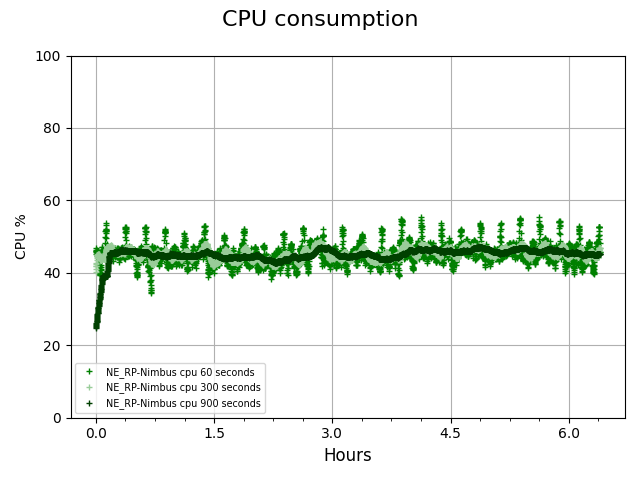 CPU consumption
100
80
60
40
20
0
CPU %
NE_RP-Nimbus cpu 60 seconds
NE_RP-Nimbus cpu 300 seconds
NE_RP-Nimbus cpu 900 seconds
0.0 1.5 3.0 4.5 6.0
Hours